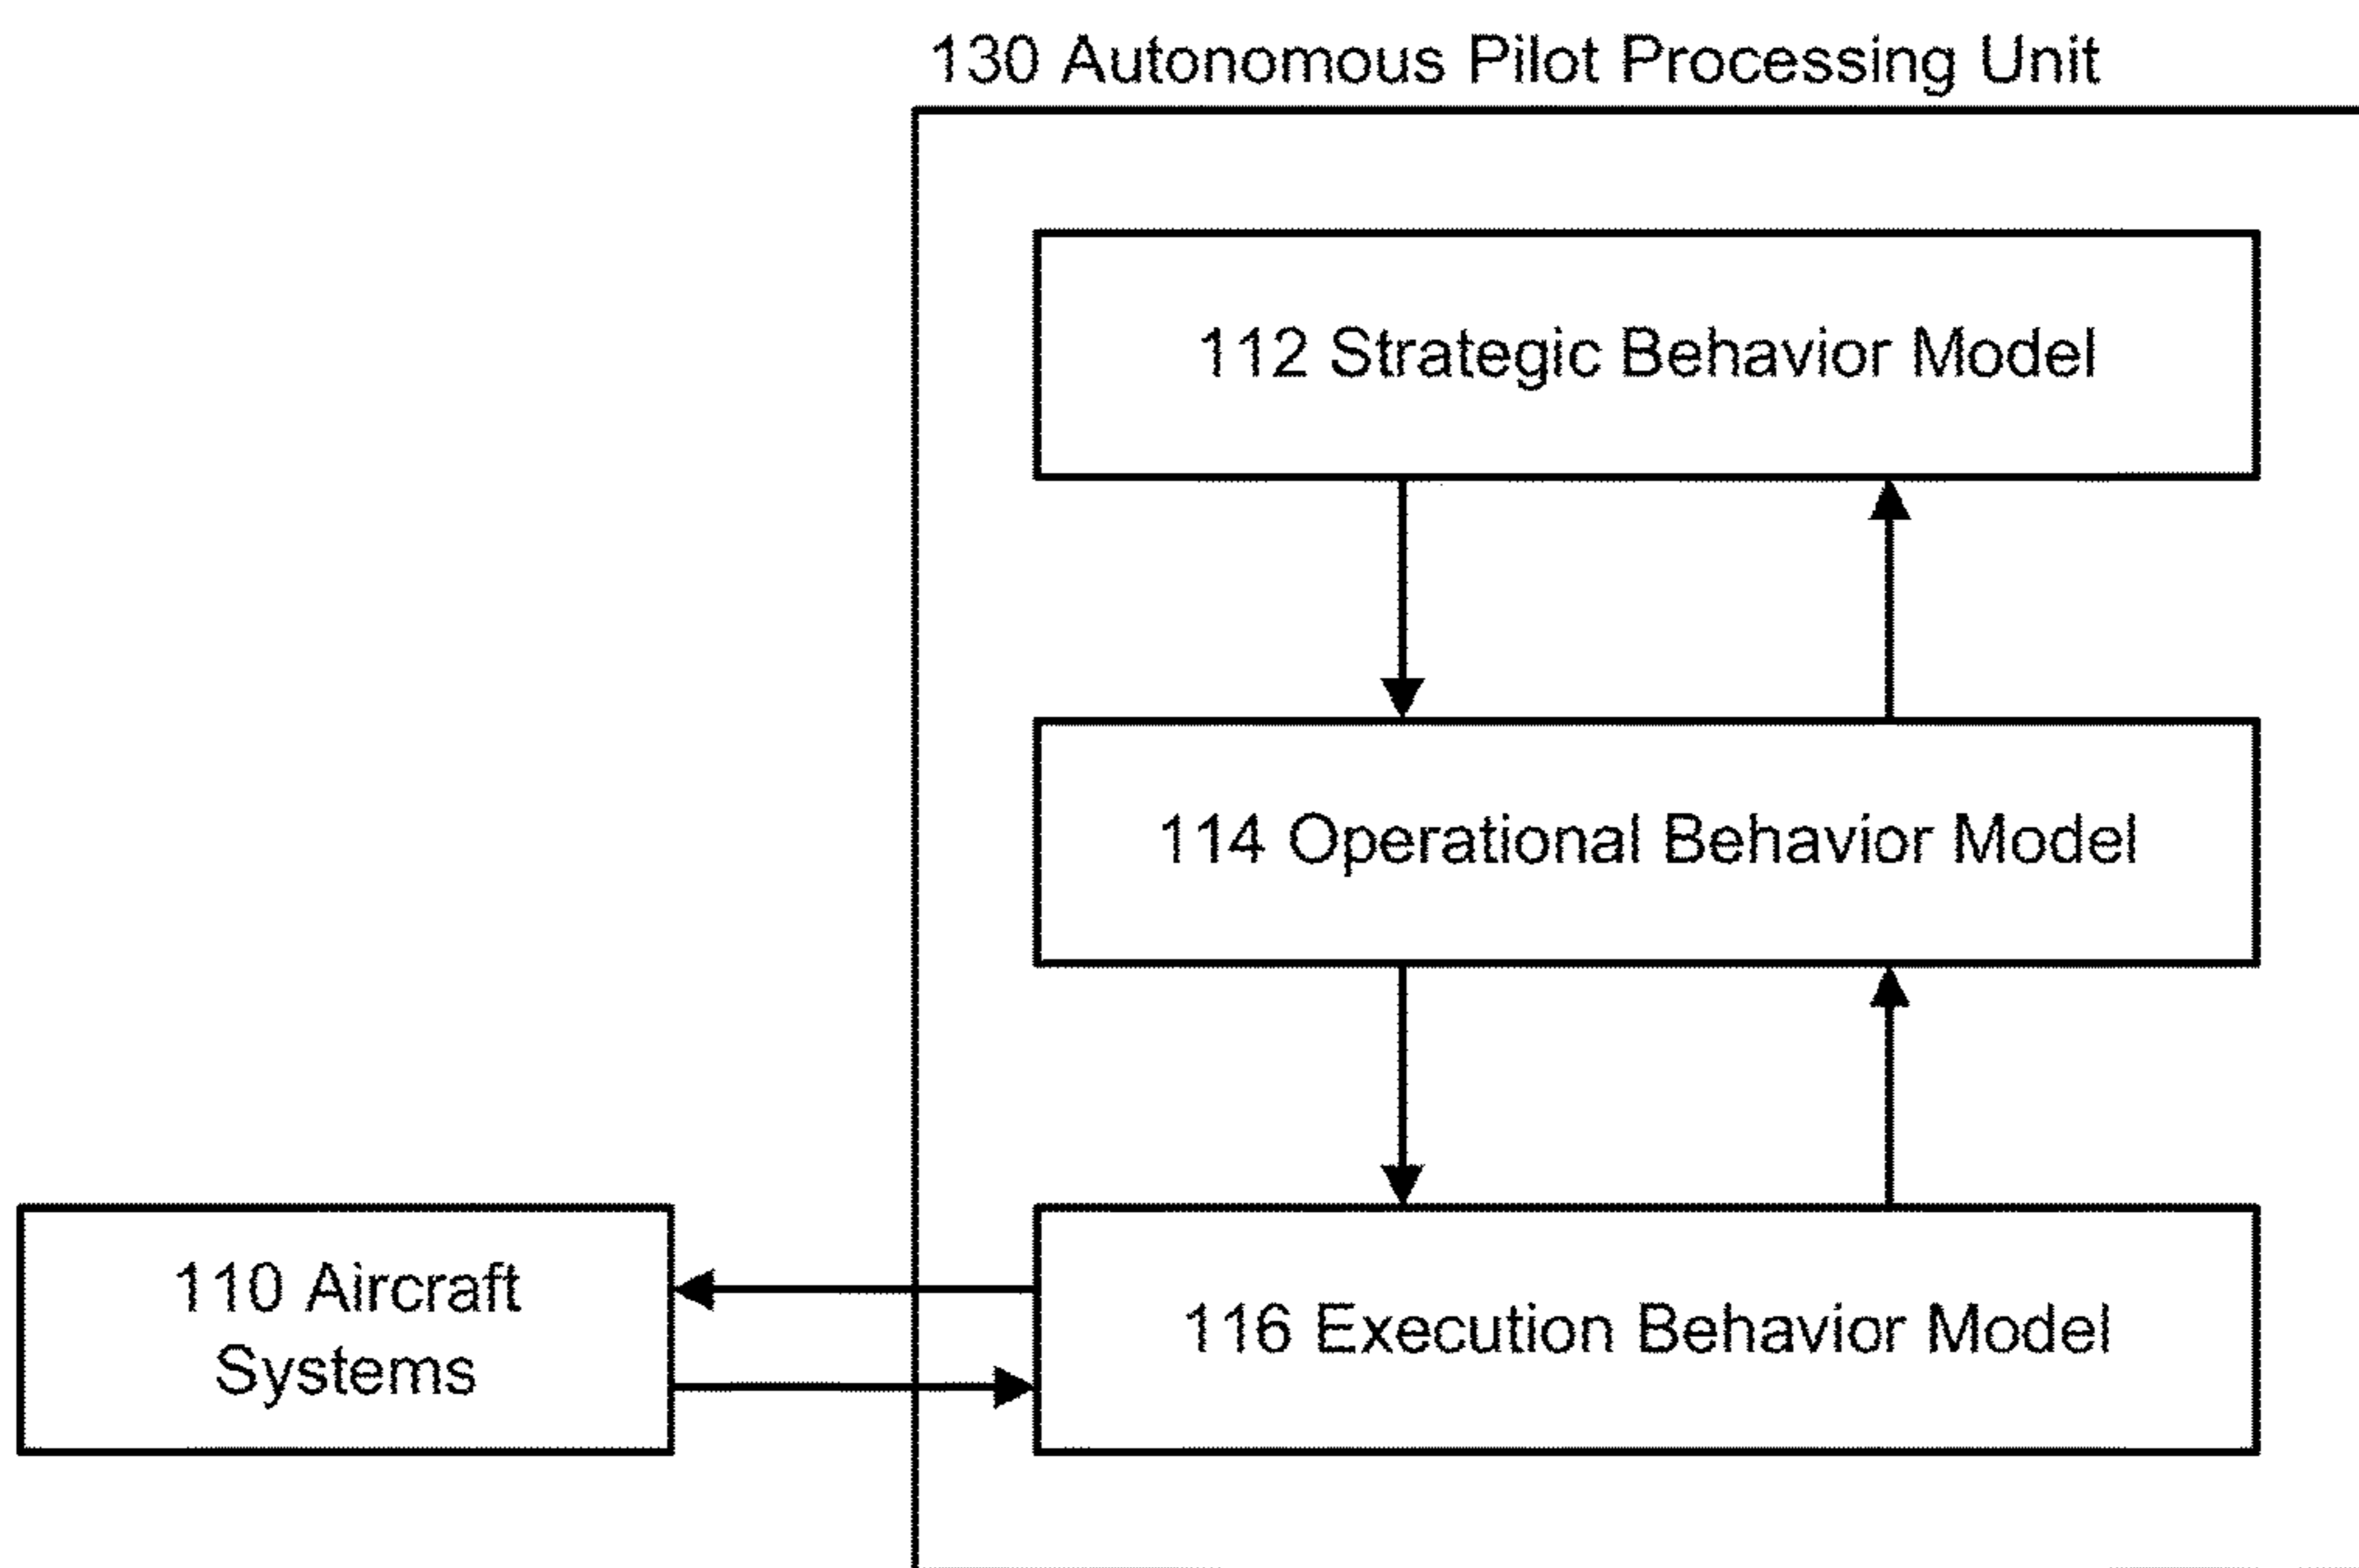 130 Autonomous Pilot Processing Unit
112 Strategic Behavior Model
114 Operational Behavior Model
110 Aircraft
Systems
116 Execution Behavior Model